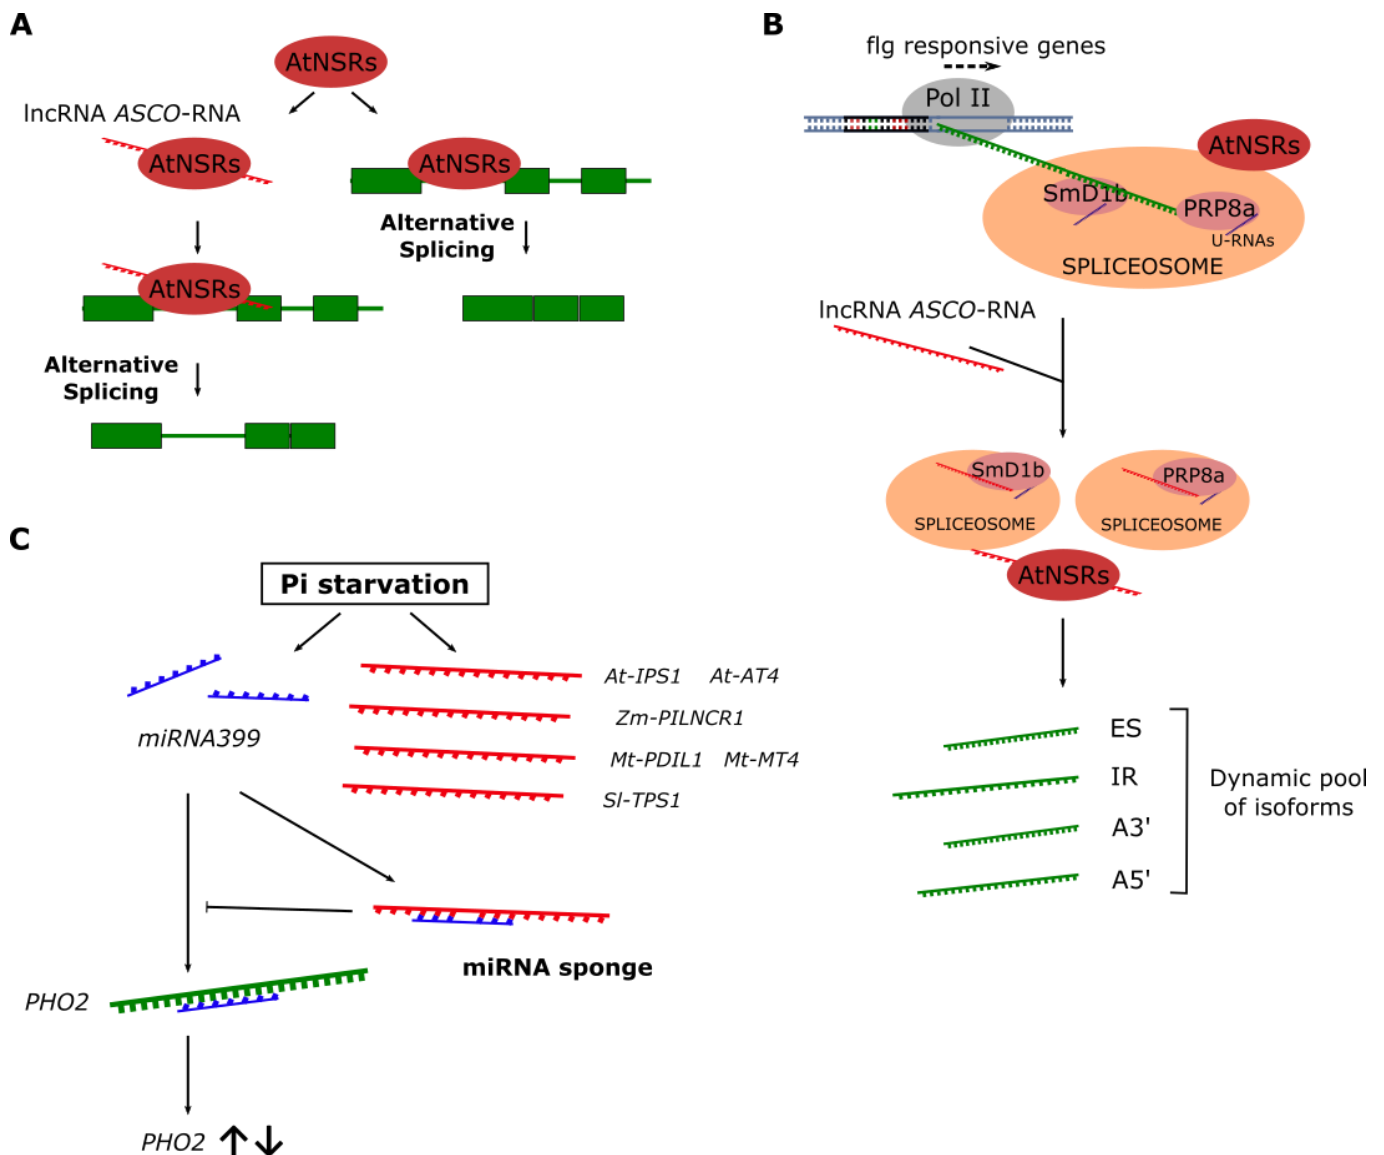 A
AtNSRs
lncRNA ASCO-RNA
AtNSRs
AtNSRs
Alternative
Splicing
AtNSRs
Alternative
Splicing
B
flg responsive genes
Pol II
AtNSRs
SmD1b
PRP8a
U-RNAs
SPLICEOSOME
lncRNA ASCO-RNA
SmD1b
PRP8a
SPLICEOSOME
SPLICEOSOME
AtNSRs
ES
IR
A3'
A5'
Dynamic pool
of isoforms
C
Pi starvation
miRNA399
At-IPS1 At-AT4
Zm-PILNCR1
Mt-PDIL1 Mt-MT4
Sl-TPS1
miRNA sponge
PHO2
PHO2 ↑↓